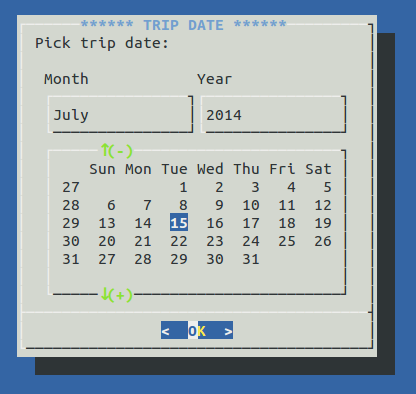 ****** TRIP DATE ******
Pick trip date:
Month Year
July 2014
↑(-)
Sun Mon Tue Wed Thu Fri Sat
27 1 2 3 4 5
28 6 7 8 9 10 11 12
29 13 14 15 16 17 18 19
30 20 21 22 23 24 25 26
31 27 28 29 30 31
↓(+)
< OK >